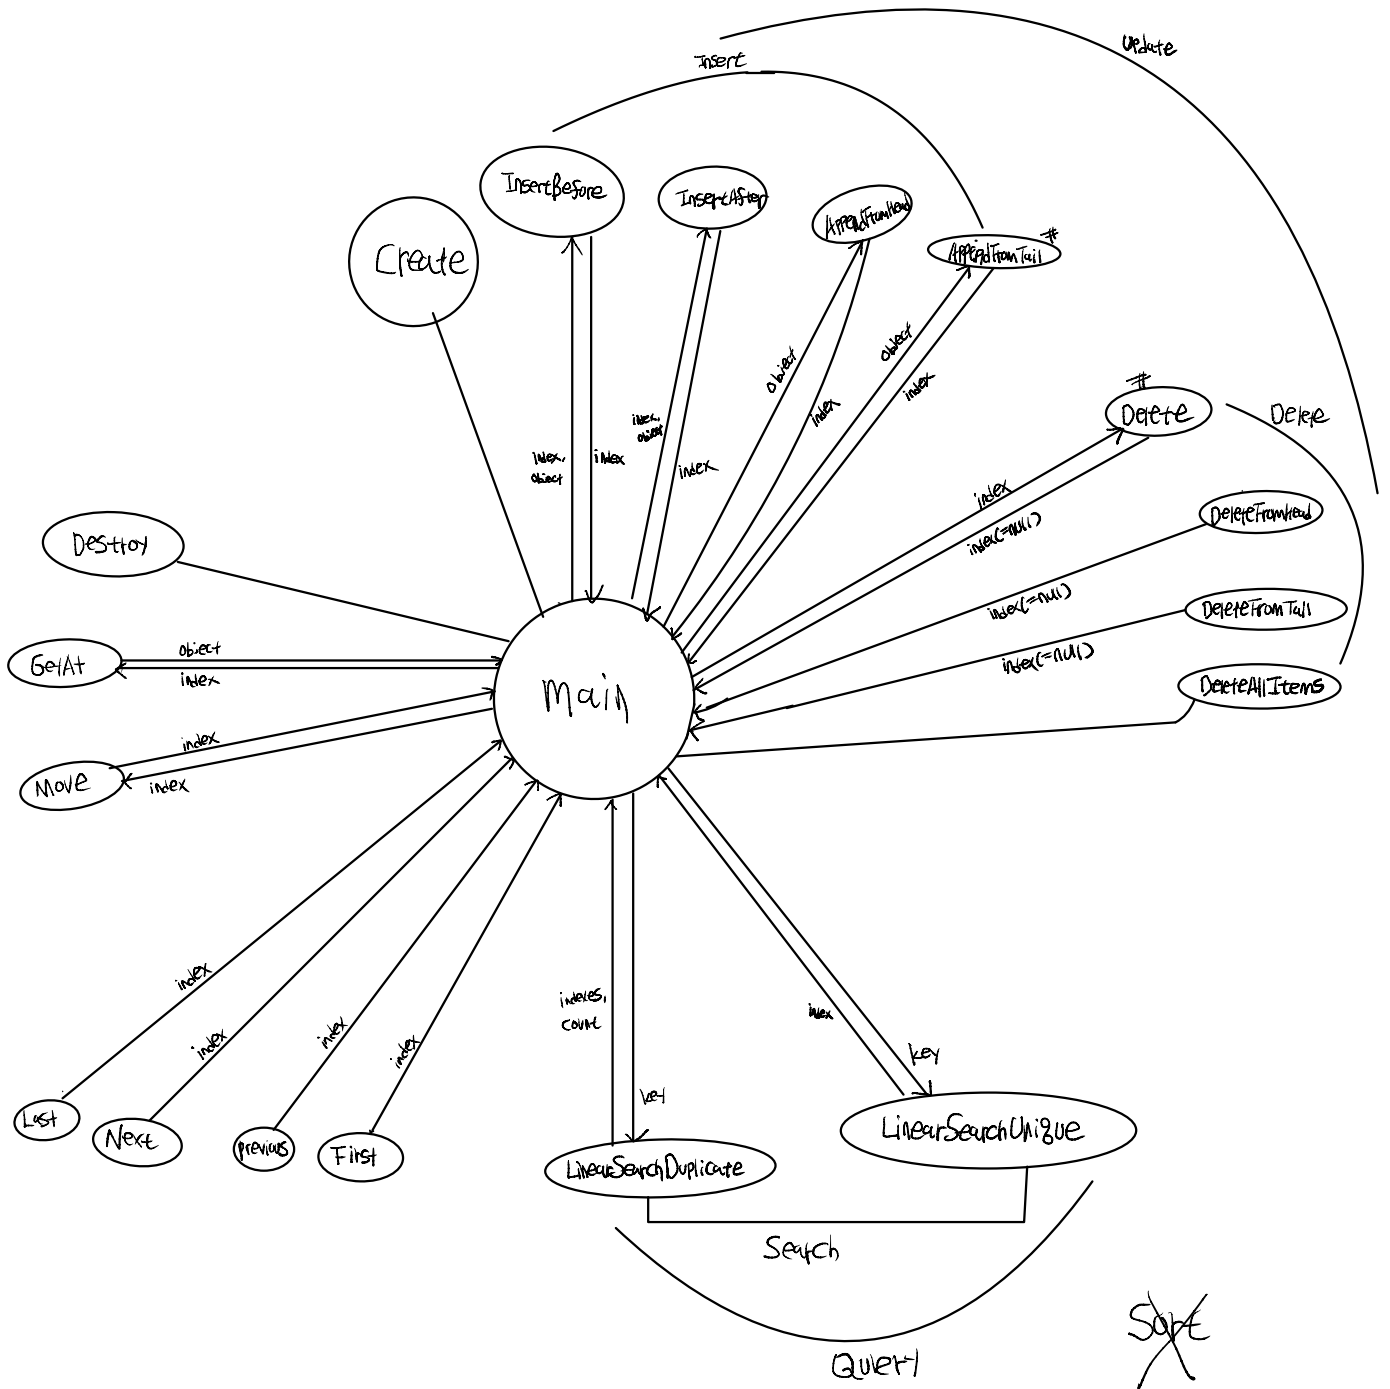 Update
Insert
InsertBefore
InsertAfter
AppendFromHead
#
AppendFromTail
Create
object
object
index
index
#
Delete
Delete
index,
object
index
index,
object
index
index
index(=null)
DeleteFromHead
Destroy
index(=null)
DeleteFromTail
GetAt
object
index
main
index(=null)
DeleteAllItems
Move
index
index
index
index
index
index
indexes,
count
index
key
key
Last
Next
previous
First
LinearSearchDuplicate
LinearSearchUnique
Search
Query
Sort